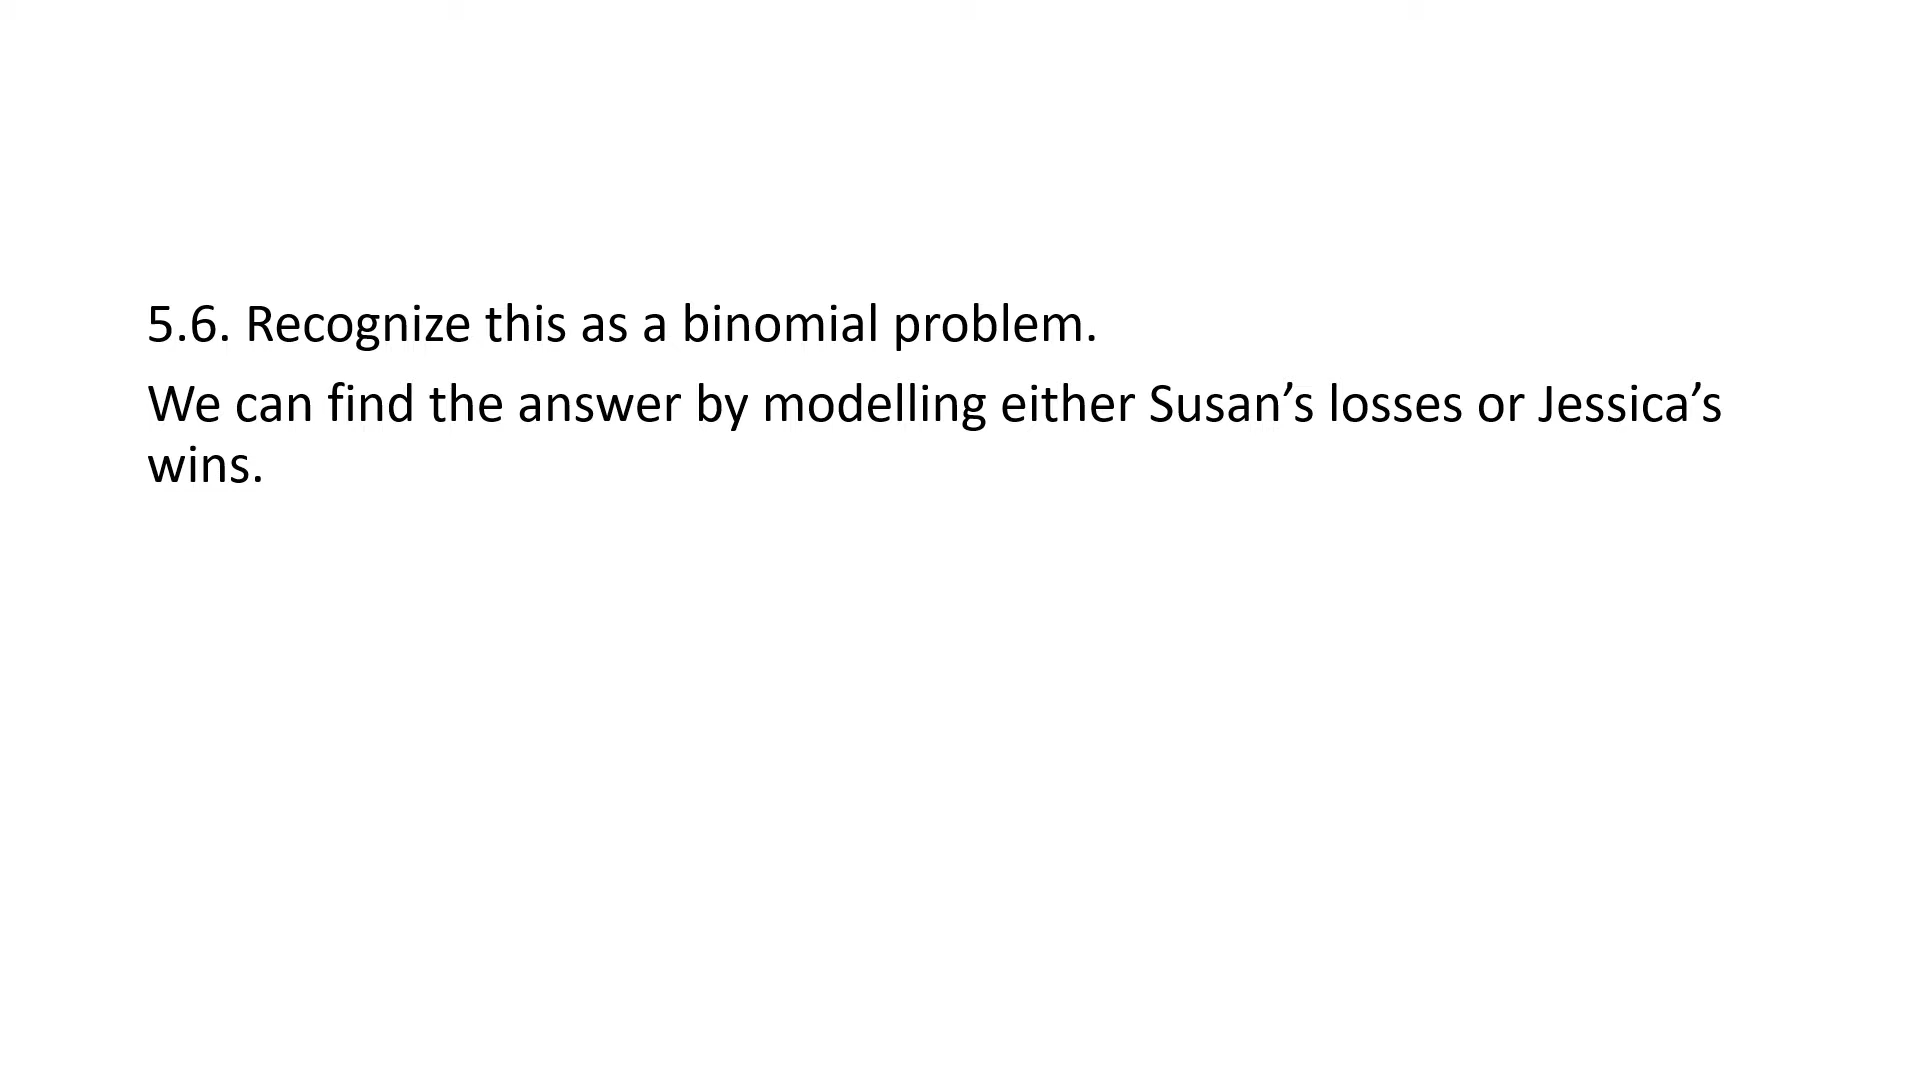 5.6. Recognize this as a binomial problem.
We can find the answer by modelling either Susan’s losses or Jessica’s
wins.